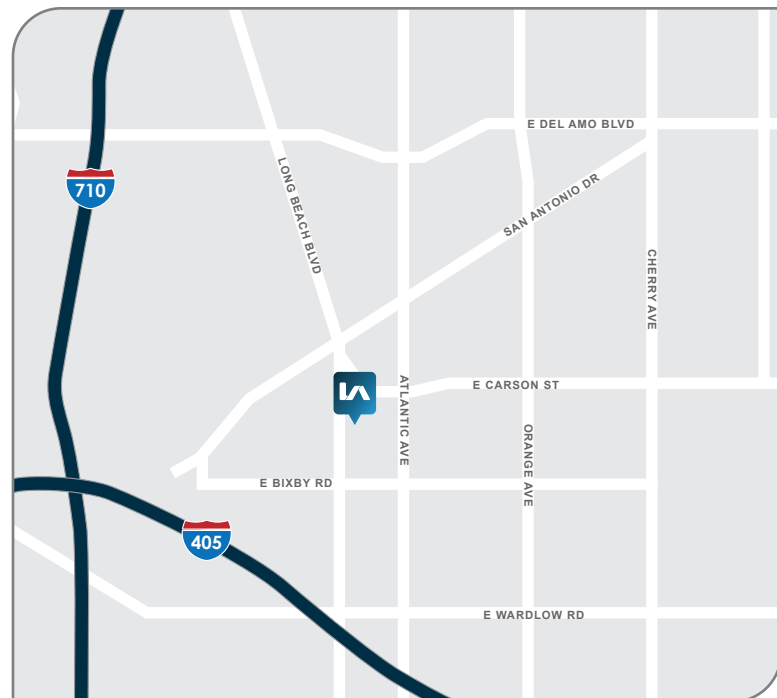 E DEL AMO BLVD
710
LONG BEACH BLVD
SAN ANTONIO DR
CHERRY AVE
E CARSON ST
ATLANTIC AVE
ORANGE AVE
E BIXBY RD
405
E WARDLOW RD